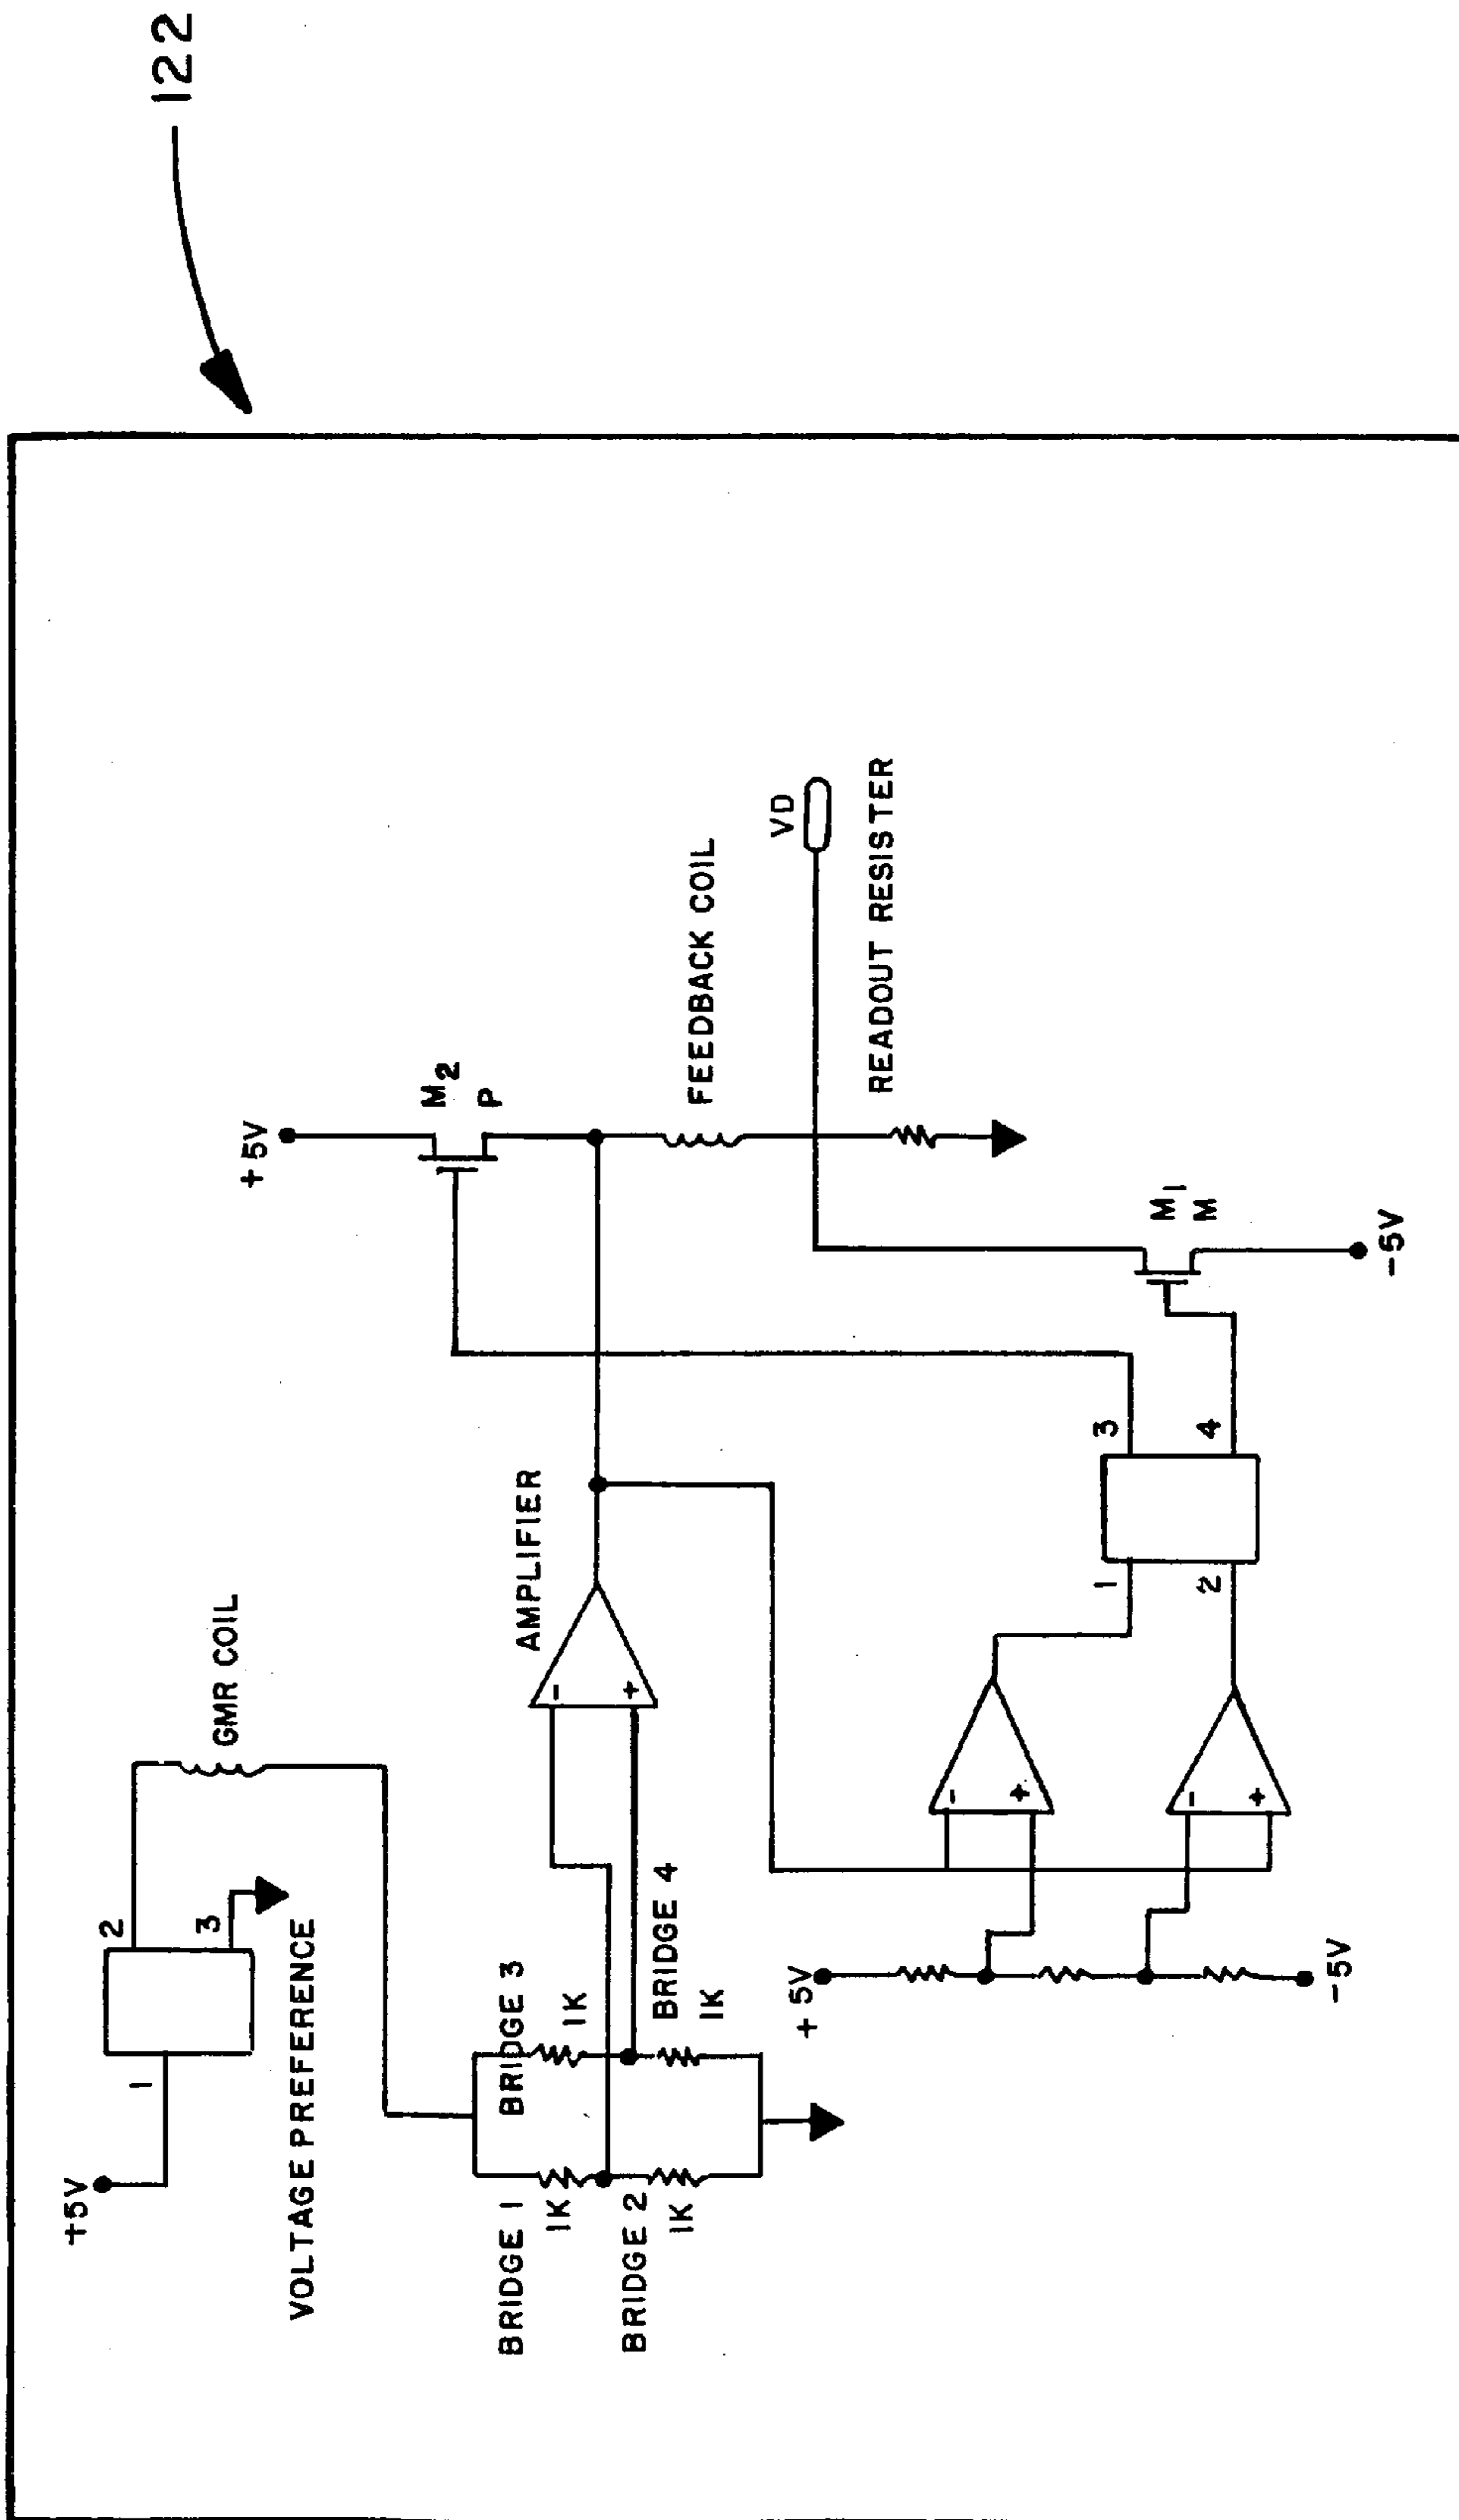 122
+5V
1
2
3
VOLTAGE PREFERENCE
GMR COIL
BRIDGE 1
1K
BRIDGE 3
1K
BRIDGE 2
1K
BRIDGE 4
1K
AMPLIFIER
-
+
+5V
M2
P
FEEDBACK COIL
VD
READOUT RESISTER
+5V
-
+
-
+
-5V
1
2
3
4
M1
M
-5V